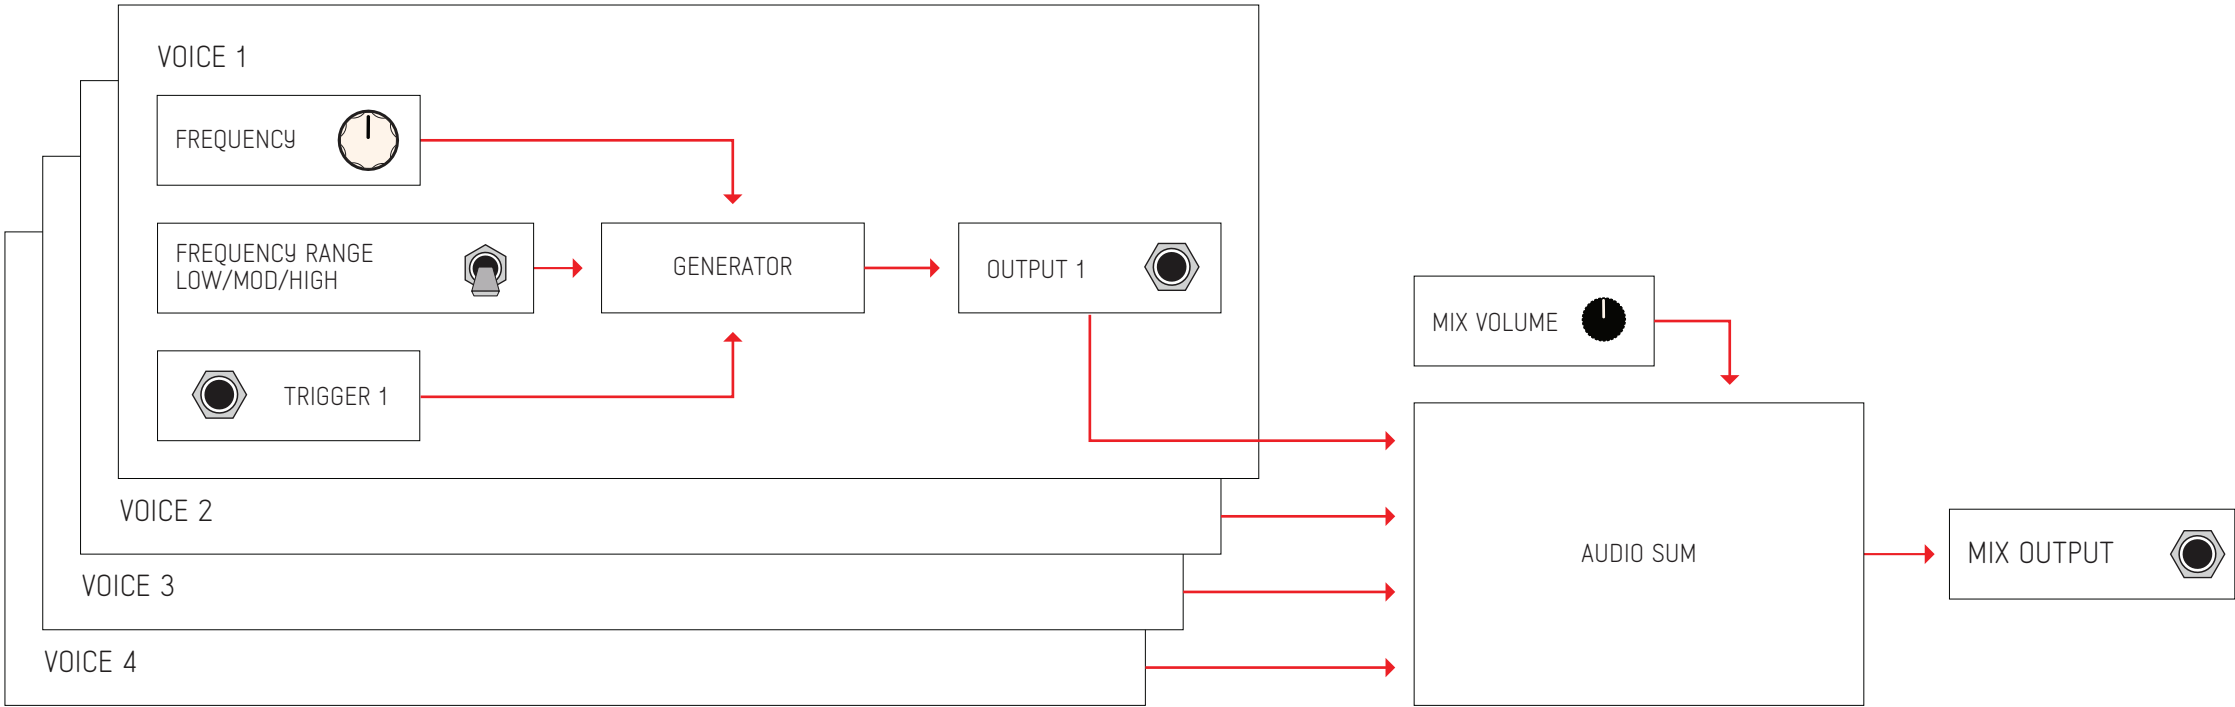 VOICE 1
FREQUENCY
FREQUENCY RANGE
LOW/MOD/HIGH
GENERATOR
OUTPUT 1
TRIGGER 1
MIX VOLUME
VOICE 2
VOICE 3
VOICE 4
AUDIO SUM
MIX OUTPUT